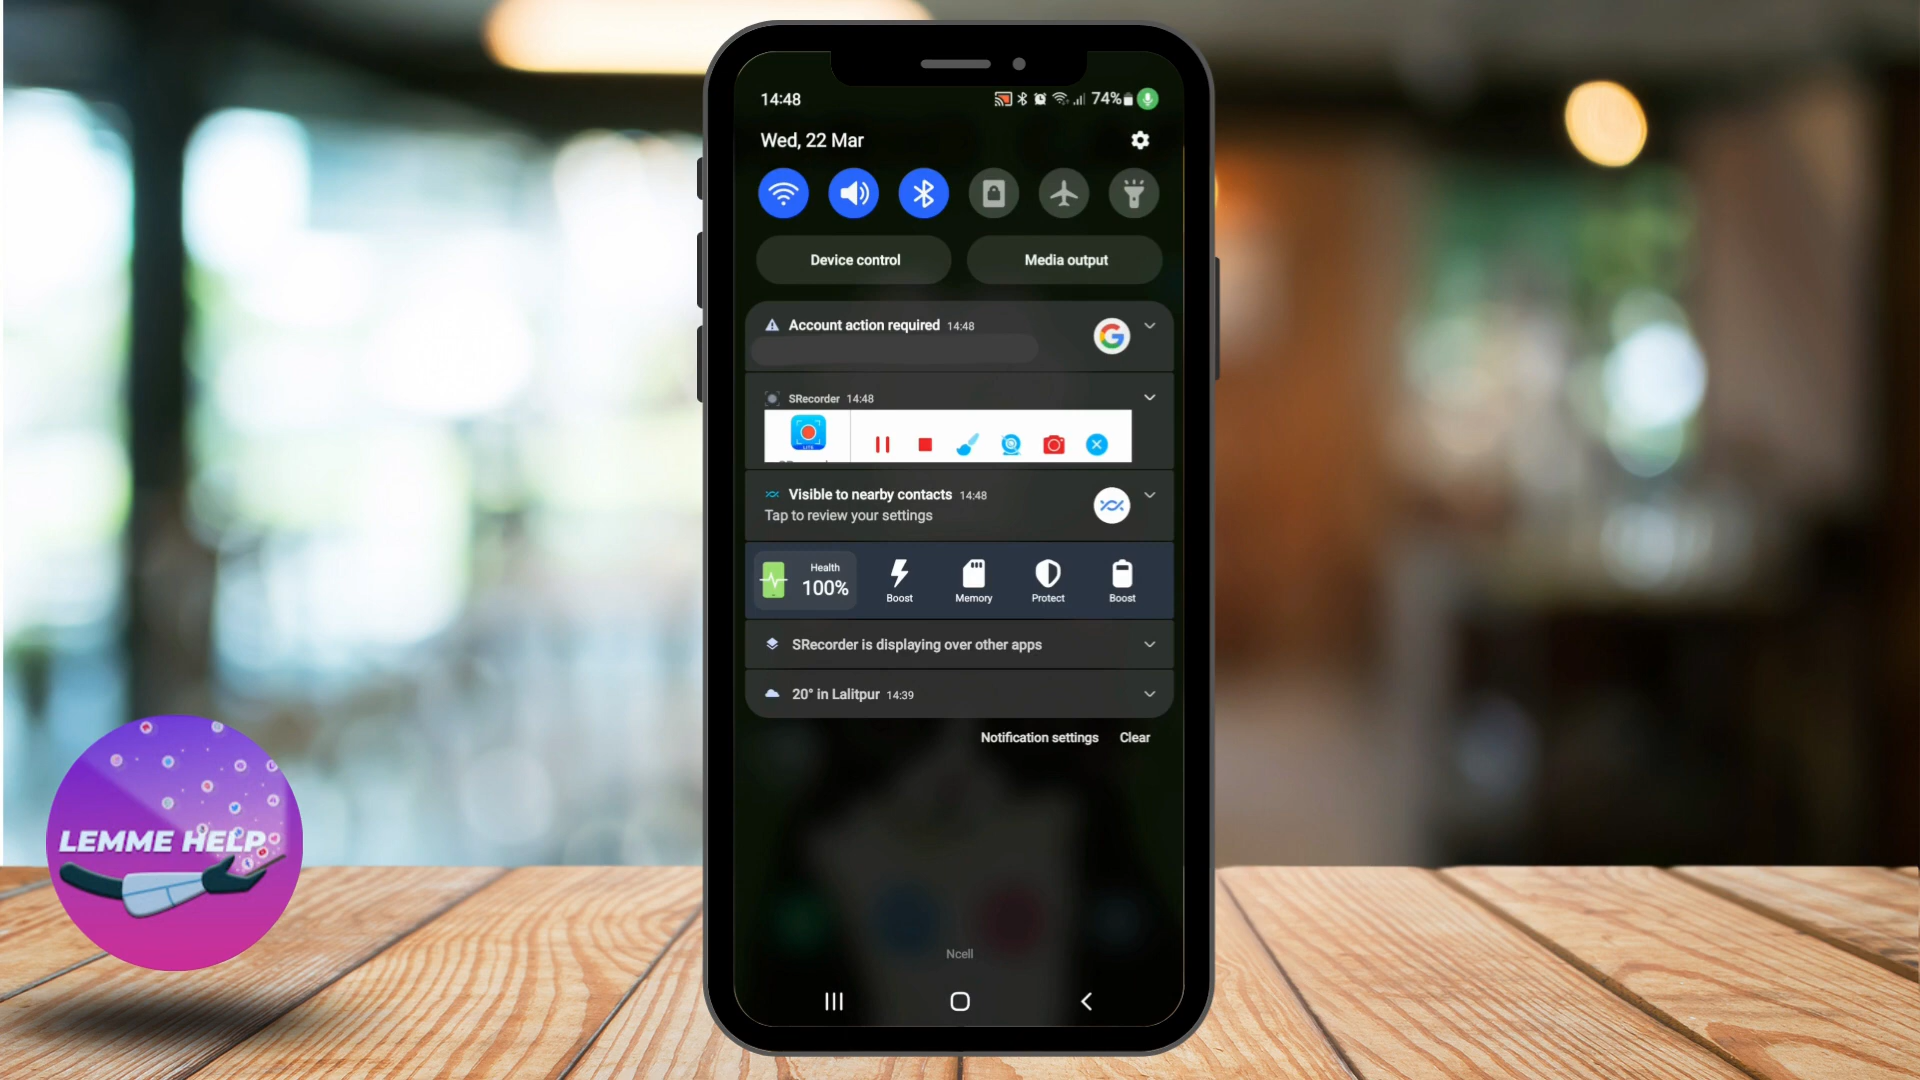 14:48
74%
Wed, 22 Mar
Device control
Media output
Account action required 14:48
SRecorder 14:48
Visible to nearby contacts 14:48
Tap to review your settings
Health
100%
Boost
Memory
Protect
Boost
SRecorder is displaying over other apps
20° in Lalitpur 14:39
Notification settings
Clear
Ncell
LEMME HELP